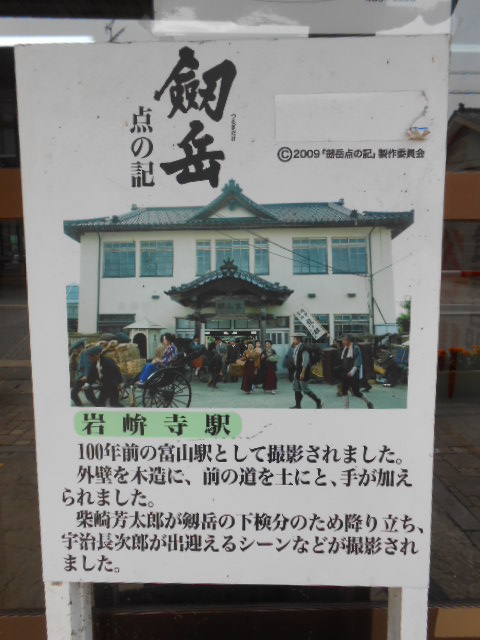 劔岳
つるぎだけ
点の記
©2009「劔岳点の記」製作委員会
岩峅寺駅
100年前の富山駅として撮影されました。
外壁を木造に、前の道を土にと、手が加え
られました。
柴崎芳太郎が剱岳の下検分のため降り立ち、
宇治長次郎が出迎えるシーンなどが撮影され
ました。